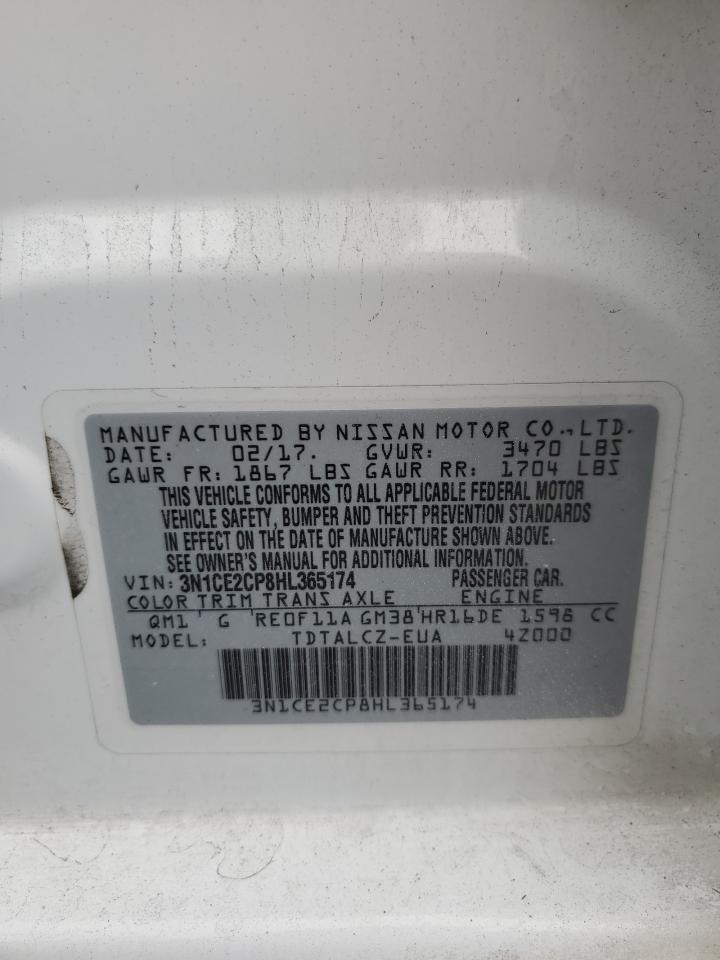 MANUFACTURED BY NISSAN MOTOR CO., LTD.
DATE: 02/17. GVWR: 3470 LBS
GAWR FR: 1867 LBS GAWR RR: 1704 LBS
THIS VEHICLE CONFORMS TO ALL APPLICABLE FEDERAL MOTOR
VEHICLE SAFETY, BUMPER AND THEFT PREVENTION STANDARDS
IN EFFECT ON THE DATE OF MANUFACTURE SHOWN ABOVE.
SEE OWNER'S MANUAL FOR ADDITIONAL INFORMATION.
VIN: 3N1CE2CP8HL365174 PASSENGER CAR.
COLOR TRIM TRANS AXLE ENGINE
QM1 G RE0F11A GM38 HR16DE 1598 CC
MODEL: TDTALCZ-EUA 4Z000
3N1CE2CP8HL365174